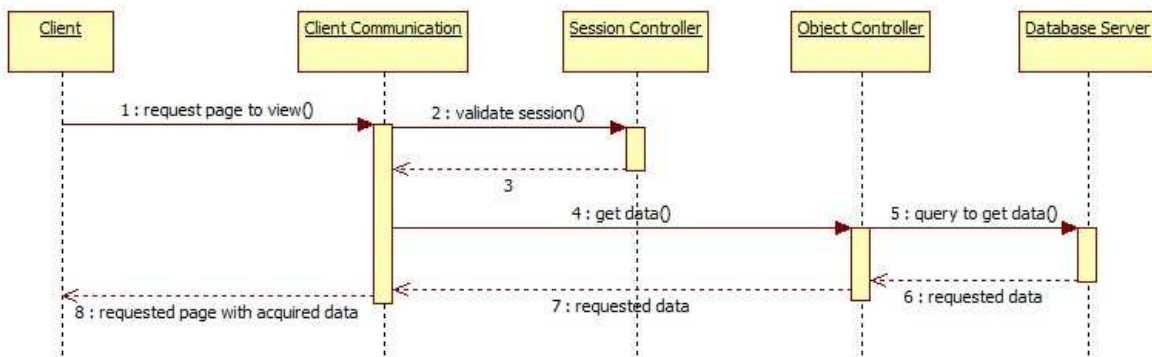 Client
Client Communication
Session Controller
Object Controller
Database Server
1 : request page to view()
2 : validate session()
3
4 : get data()
5 : query to get data()
6 : requested data
7 : requested data
8 : requested page with acquired data